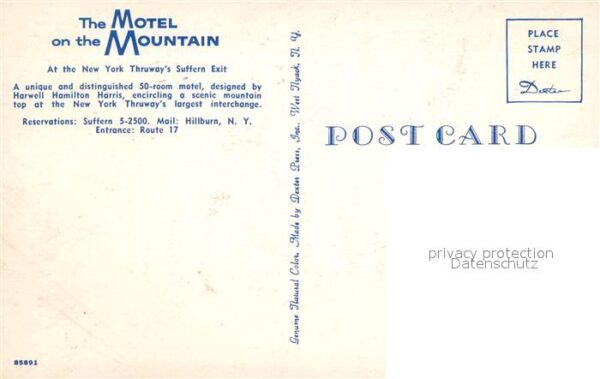 The MOTEL
on the MOUNTAIN
At the New York Thruway's Suffern Exit
A unique and distinguished 50-room motel, designed by
Harwell Hamilton Harris, encircling a scenic mountain
top at the New York Thruway's largest interchange.
Reservations: Suffern 5-2500. Mail: Hillburn, N. Y.
Entrance: Route 17
85691
Genuine Natural Color, Made by Dexter Press, Inc. West Nyack, N. Y.
POST CARD
PLACE
STAMP
HERE
Dexter
privacy protection
Datenschutz